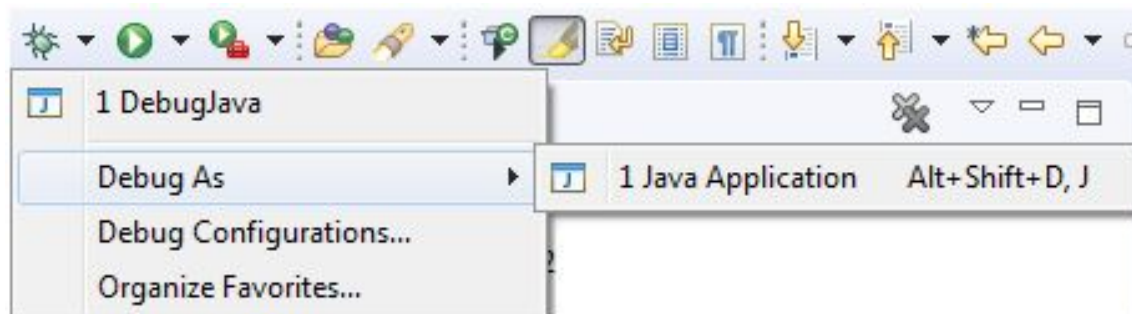 1 DebugJava
Debug As
1 Java Application Alt+Shift+D, J
Debug Configurations...
Organize Favorites...